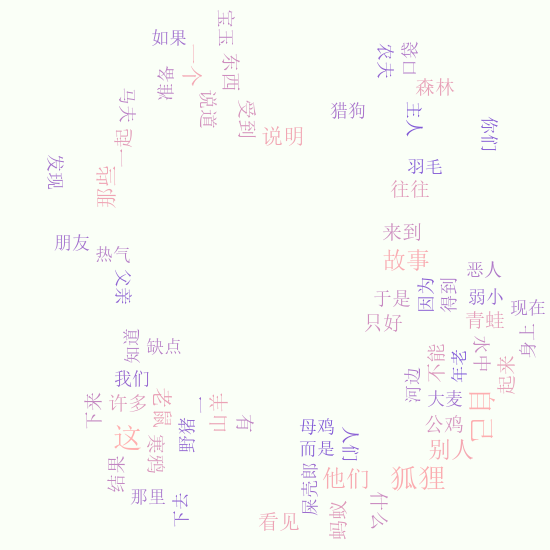 如果
宝玉
一个
东西
准备
说道
受到
说明
马夫
起
一
那些
发现
农夫
袋口
森林
猎狗
主人
你们
羽毛
往往
朋友
热气
父亲
来到
故事
恶人
于是
因为
得到
弱小
现在
只好
青蛙
身上
知道
缺点
我们
不能
年老
水中
起来
河边
大麦
自己
下来
许多
老鼠
一
山羊
有
这
寒鸦
野猪
母鸡
人们
公鸡
而是
别人
结果
那里
下去
屎壳郎
他们
狐狸
看见
蚂蚁
什么